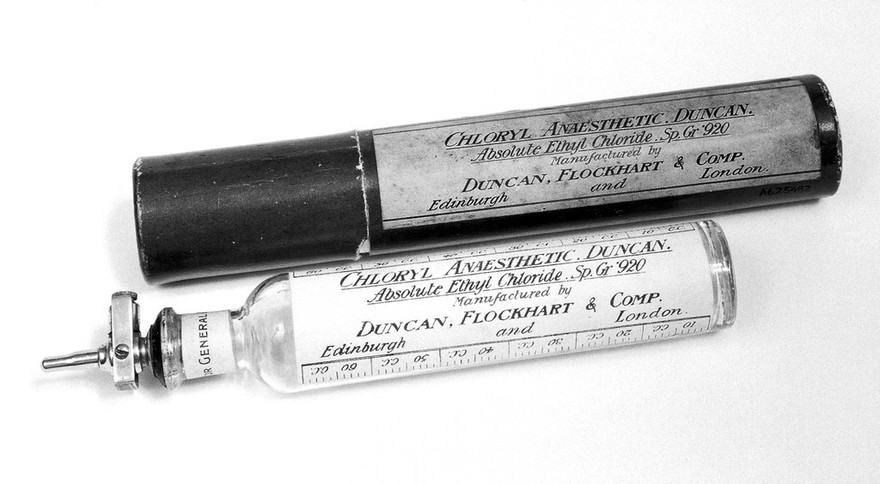 CHLORYL ANAESTHETIC. DUNCAN.
Absolute Ethyl Chloride. Sp. Gr ·920
Manufactured by
DUNCAN, FLOCKHART & COMP.
Edinburgh and London.
A625482
CHLORYL ANAESTHETIC. DUNCAN.
Absolute Ethyl Chloride. Sp. Gr ·920
Manufactured by
DUNCAN, FLOCKHART & COMP.
Edinburgh and London.
CC 60 CC 50 CC 40 CC 30 CC 20 CC 10
GENERAL